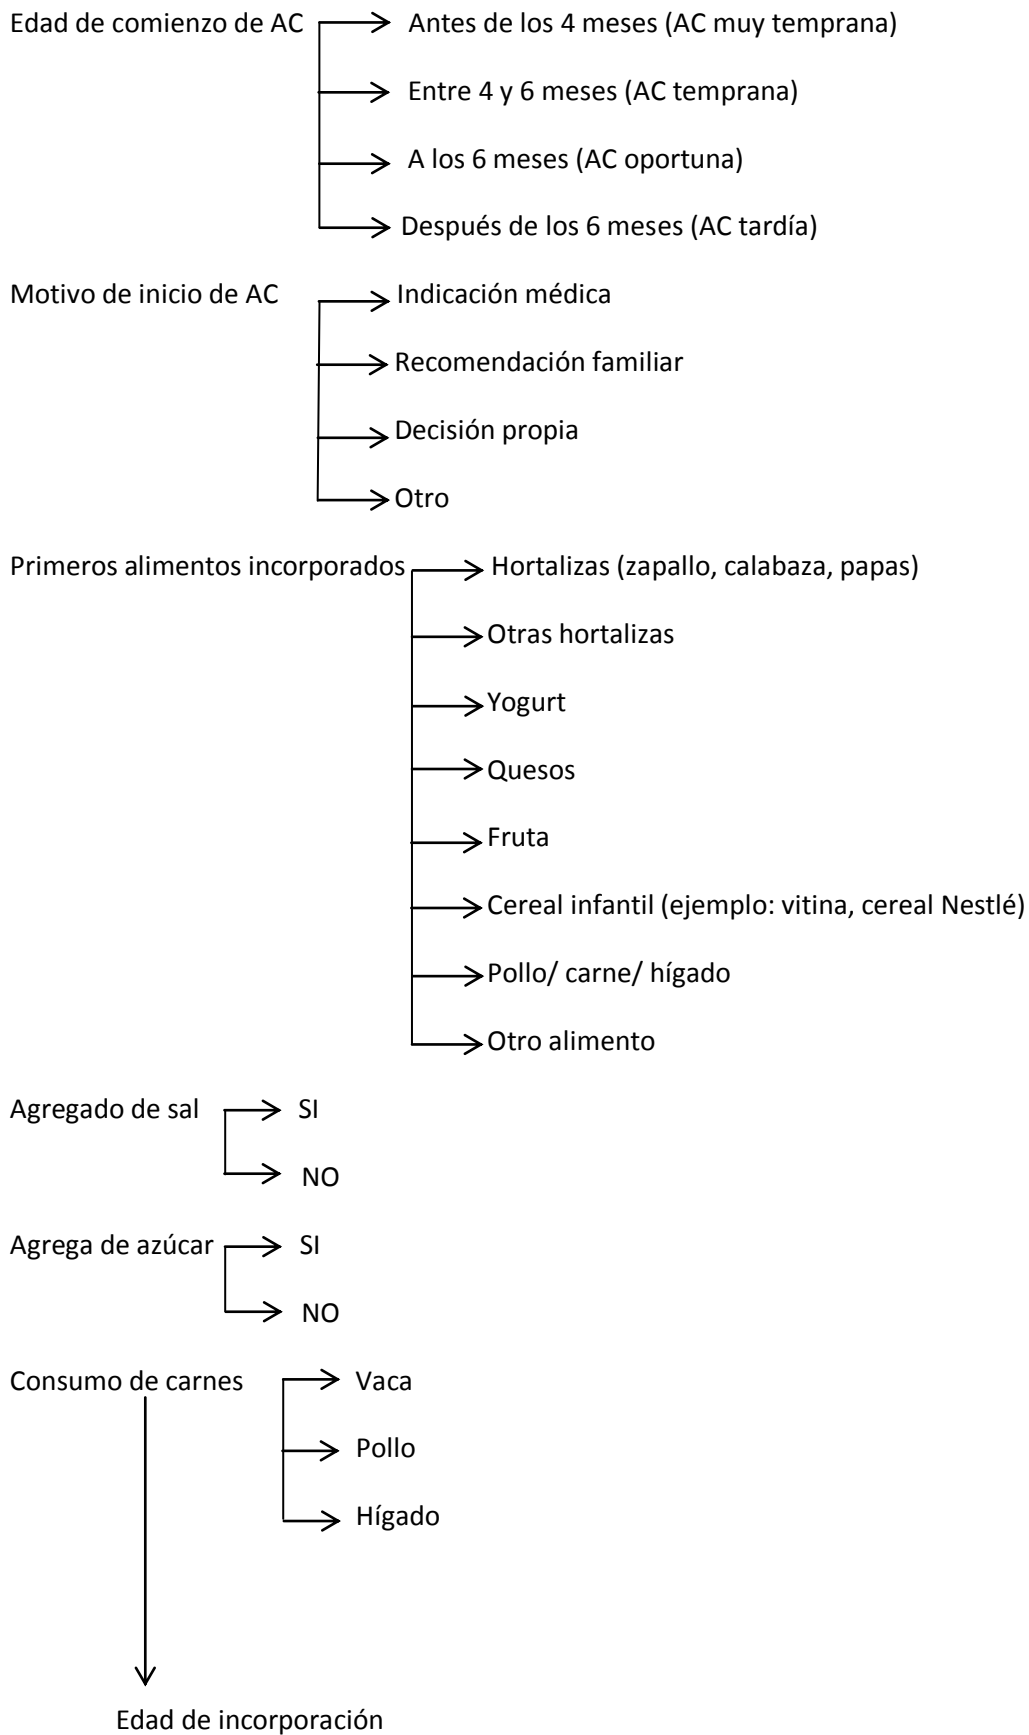 Edad de comienzo de AC
Antes de los 4 meses (AC muy temprana)
Entre 4 y 6 meses (AC temprana)
A los 6 meses (AC oportuna)
Después de los 6 meses (AC tardía)
Motivo de inicio de AC
Indicación médica
Recomendación familiar
Decisión propia
Otro
Primeros alimentos incorporados
Hortalizas (zapallo, calabaza, papas)
Otras hortalizas
Yogurt
Quesos
Fruta
Cereal infantil (ejemplo: vitina, cereal Nestlé)
Pollo/ carne/ hígado
Otro alimento
Agregado de sal
SI
NO
Agrega de azúcar
SI
NO
Consumo de carnes
Vaca
Pollo
Hígado
Edad de incorporación